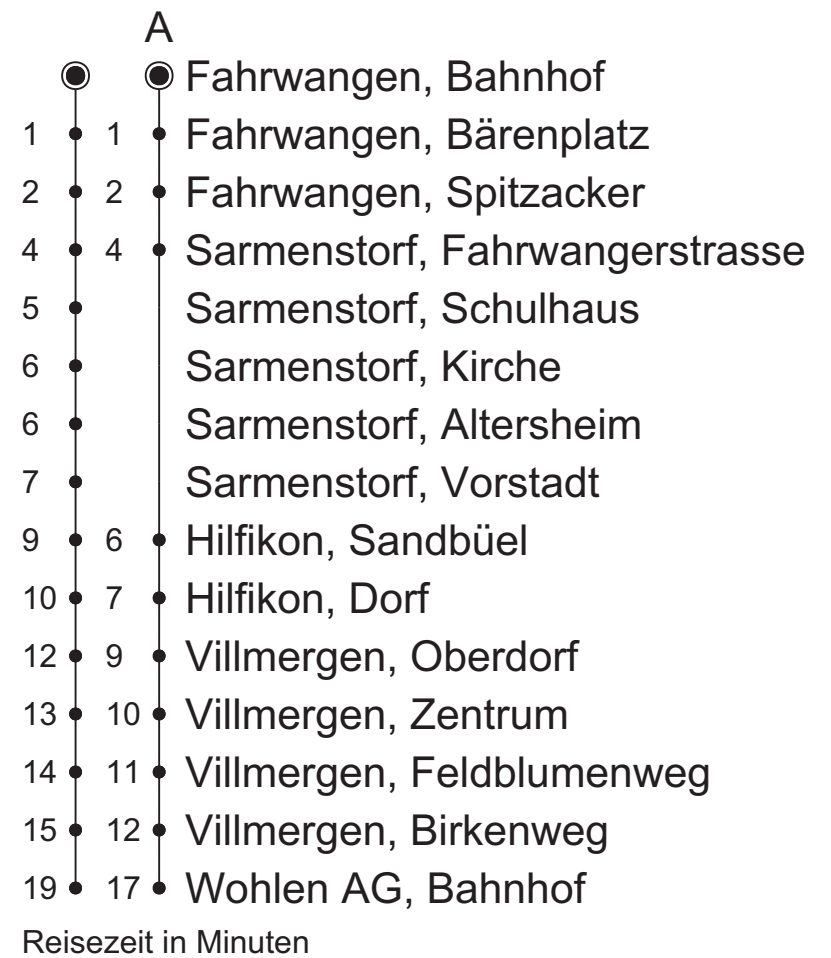 A
Fahrwangen, Bahnhof
1 1 Fahrwangen, Bärenplatz
2 2 Fahrwangen, Spitzacker
4 4 Sarmenstorf, Fahrwangerstrasse
5 Sarmenstorf, Schulhaus
6 Sarmenstorf, Kirche
6 Sarmenstorf, Altersheim
7 Sarmenstorf, Vorstadt
9 6 Hilfikon, Sandbüel
10 7 Hilfikon, Dorf
12 9 Villmergen, Oberdorf
13 10 Villmergen, Zentrum
14 11 Villmergen, Feldblumenweg
15 12 Villmergen, Birkenweg
19 17 Wohlen AG, Bahnhof
Reisezeit in Minuten